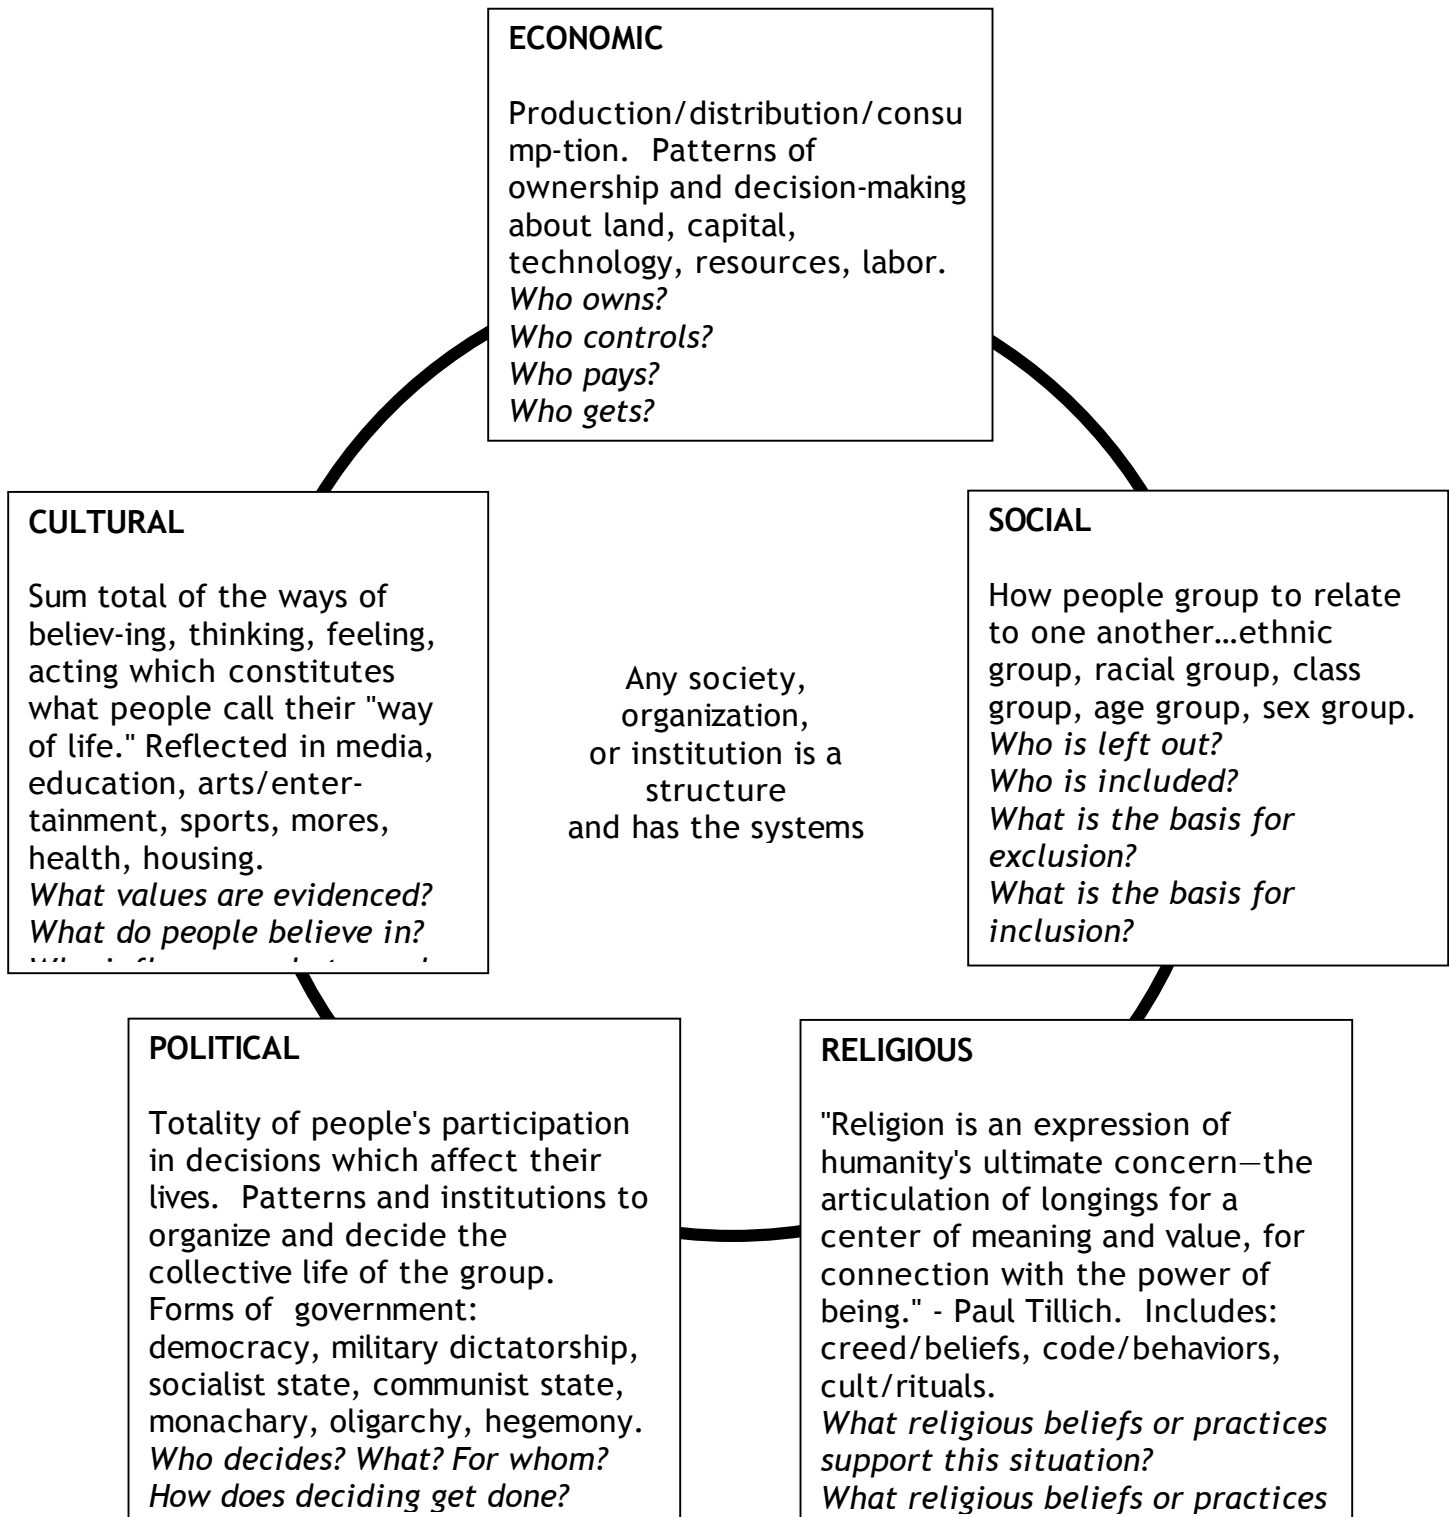 ECONOMIC
Production/distribution/consu
mp-tion.  Patterns of
ownership and decision-making
about land, capital,
technology, resources, labor.
Who owns?
Who controls?
Who pays?
Who gets?
CULTURAL
Sum total of the ways of
believ-ing, thinking, feeling,
acting which constitutes
what people call their "way
of life." Reflected in media,
education, arts/enter-
tainment, sports, mores,
health, housing.
What values are evidenced?
What do people believe in?
Any society,
organization,
or institution is a
structure
and has the systems
SOCIAL
How people group to relate
to one another…ethnic
group, racial group, class
group, age group, sex group.
Who is left out?
Who is included?
What is the basis for
exclusion?
What is the basis for
inclusion?
POLITICAL
Totality of people's participation
in decisions which affect their
lives.  Patterns and institutions to
organize and decide the
collective life of the group.
Forms of  government:
democracy, military dictatorship,
socialist state, communist state,
monachary, oligarchy, hegemony.
Who decides? What? For whom?
How does deciding get done?
RELIGIOUS
"Religion is an expression of
humanity's ultimate concern—the
articulation of longings for a
center of meaning and value, for
connection with the power of
being." - Paul Tillich.  Includes:
creed/beliefs, code/behaviors,
cult/rituals.
What religious beliefs or practices
support this situation?
What religious beliefs or practices